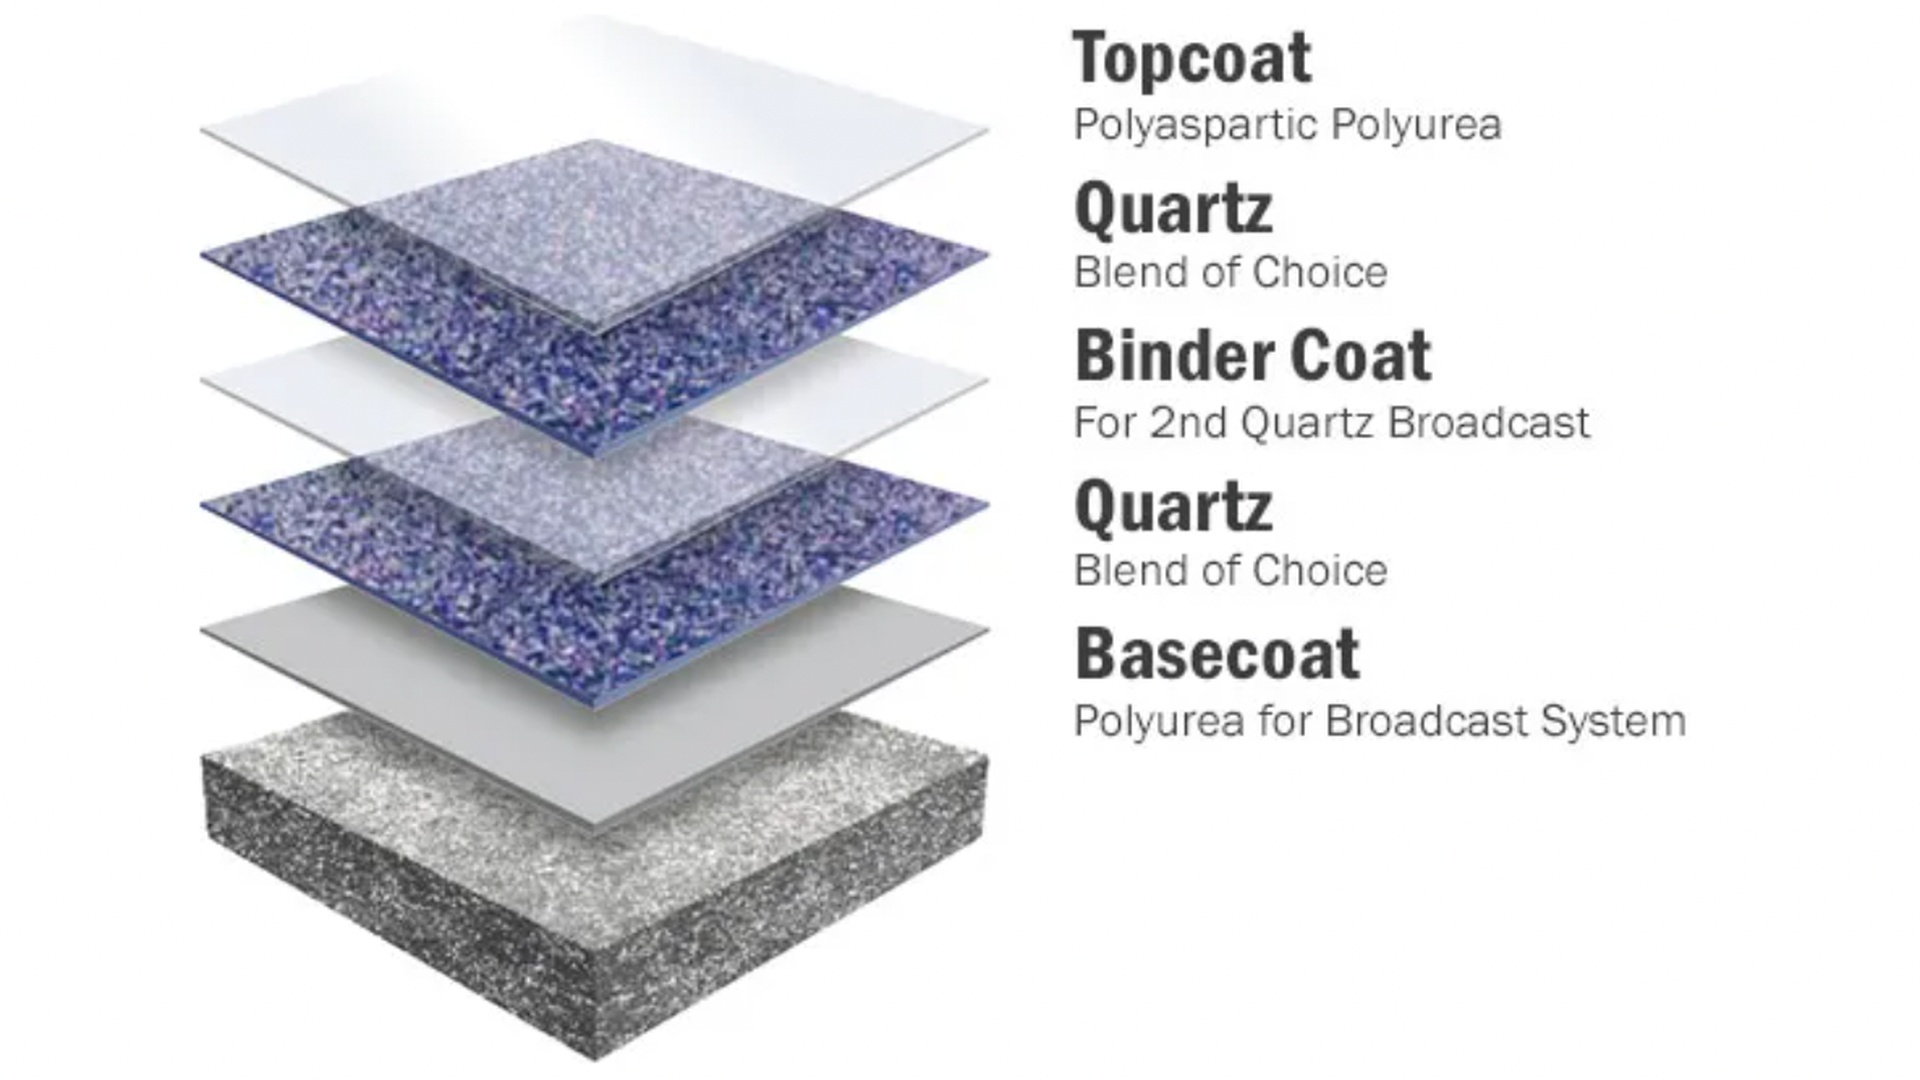 Topcoat
Polyaspartic Polyurea
Quartz
Blend of Choice
Binder Coat
For 2nd Quartz Broadcast
Quartz
Blend of Choice
Basecoat
Polyurea for Broadcast System